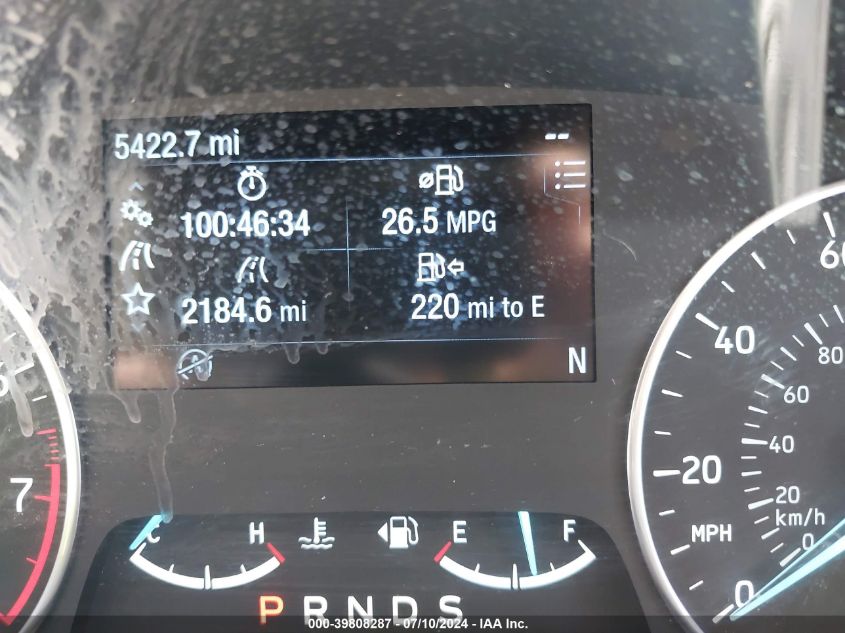 5422.7 mi --
100:46:34 26.5 MPG
2184.6 mi 220 mi to E
N
7
C H E F
P R N D S
60
40
80
60
20
40
20
MPH km/h
0
0
000-39808287 - 07/10/2024 - IAA Inc.